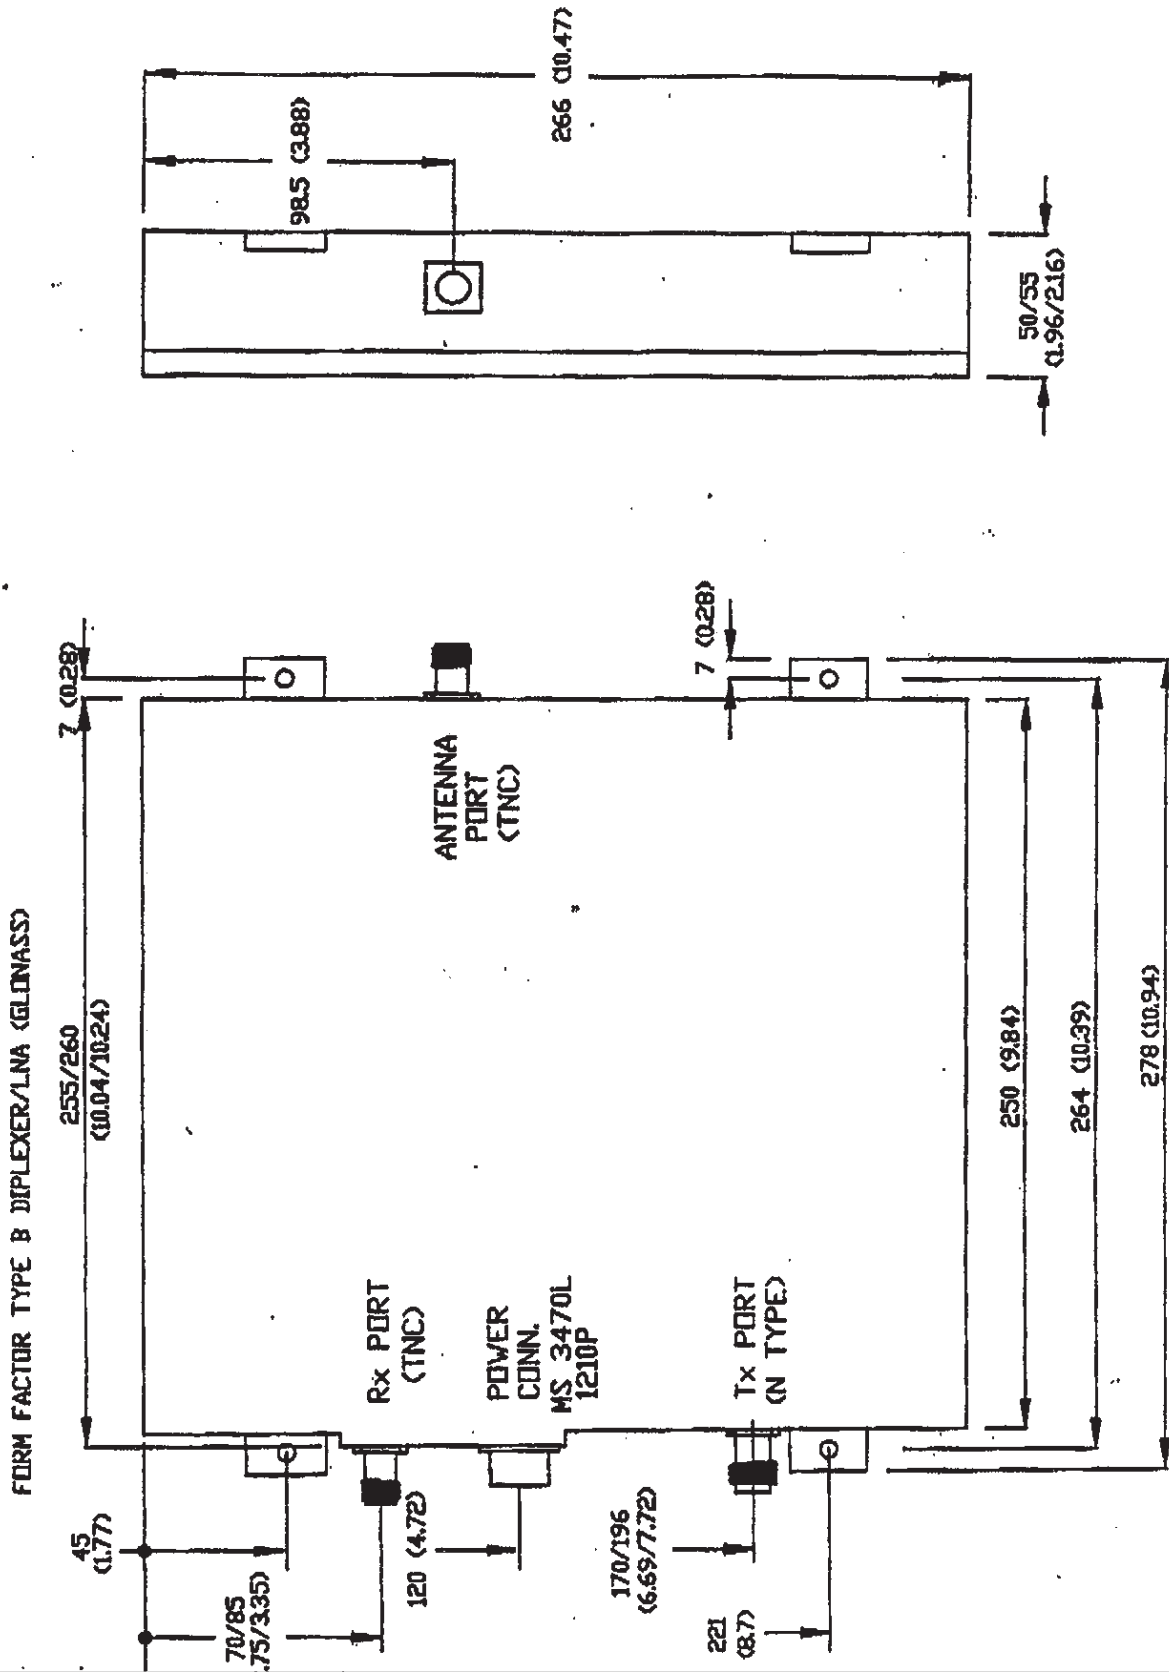 FORM FACTOR TYPE B DIPLEXER/LNA (GLONASS)
255/260
(10.04/10.24)
7 (0.28)
45
(1.77)
70/85
.75/3.35)
120 (4.72)
170/196
(6.69/7.72)
221
(8.7)
Rx PORT
(TNC)
POWER
CONN.
MS 3470L
1210P
Tx PORT
(N TYPE)
ANTENNA
PORT
(TNC)
7 (0.28)
250 (9.84)
264 (10.39)
278 (10.94)
98.5 (3.88)
266 (10.47)
50/55
(1.96/2.16)